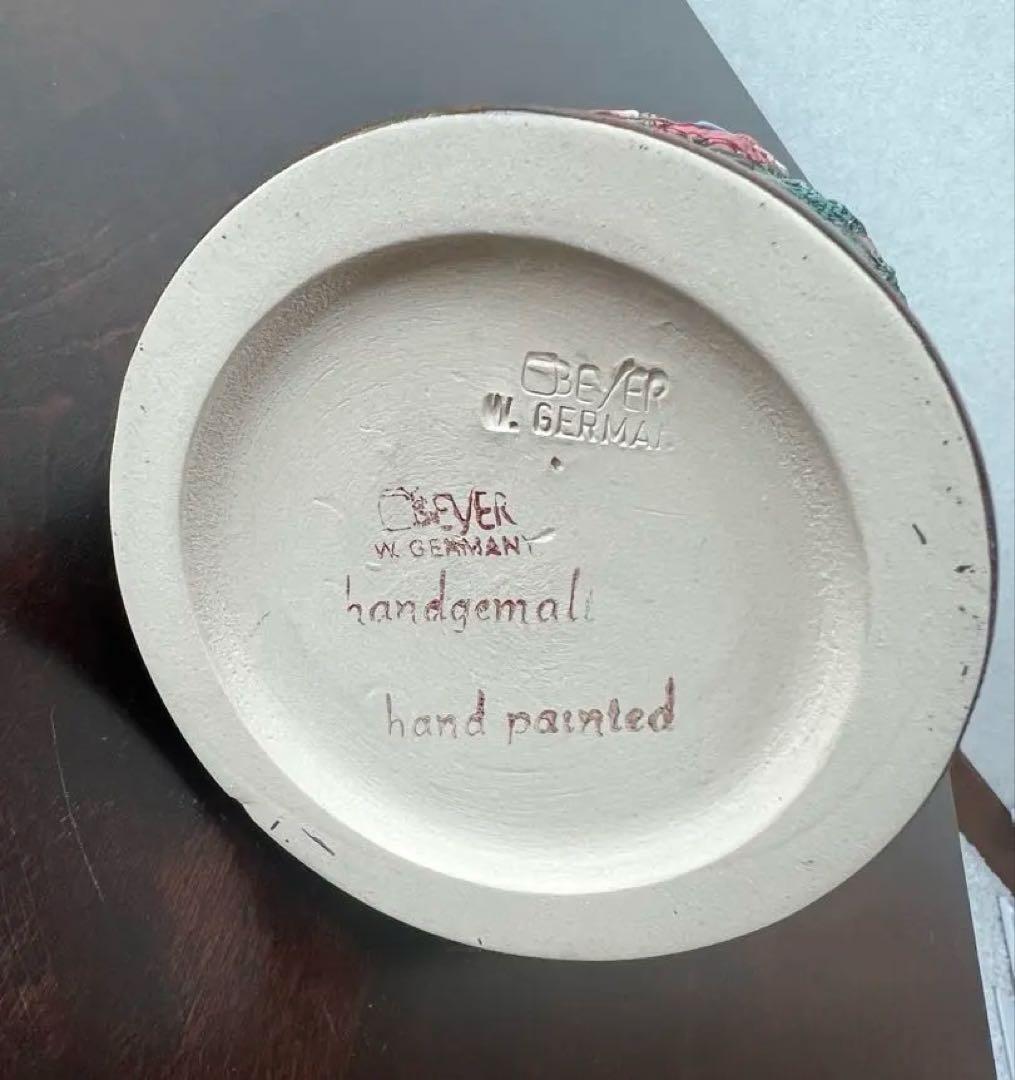 BEYER
W. GERMAN
BEYER
W. GERMANY
handgemalt
hand painted